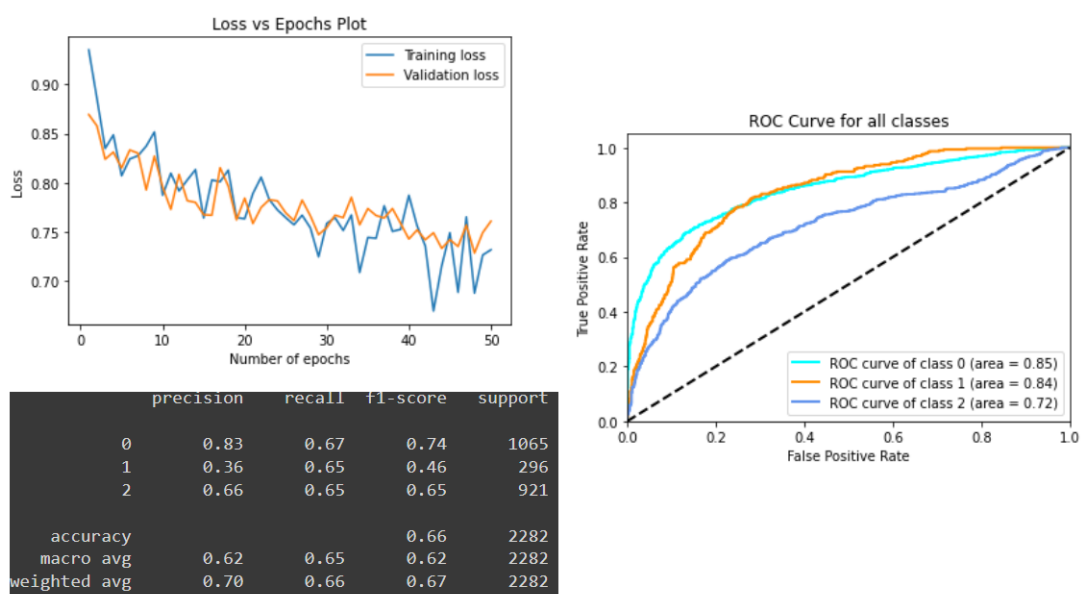 Loss vs Epochs Plot
Training loss
Validation loss
0.90
0.85
0.80
0.75
0.70
Loss
0 10 20 30 40 50
Number of epochs
precision recall f1-score support
0 0.83 0.67 0.74 1065
1 0.36 0.65 0.46 296
2 0.66 0.65 0.65 921
accuracy 0.66 2282
macro avg 0.62 0.65 0.62 2282
weighted avg 0.70 0.66 0.67 2282
ROC Curve for all classes
1.0
0.8
0.6
0.4
0.2
0.0
True Positive Rate
ROC curve of class 0 (area = 0.85)
ROC curve of class 1 (area = 0.84)
ROC curve of class 2 (area = 0.72)
0.0 0.2 0.4 0.6 0.8 1.0
False Positive Rate